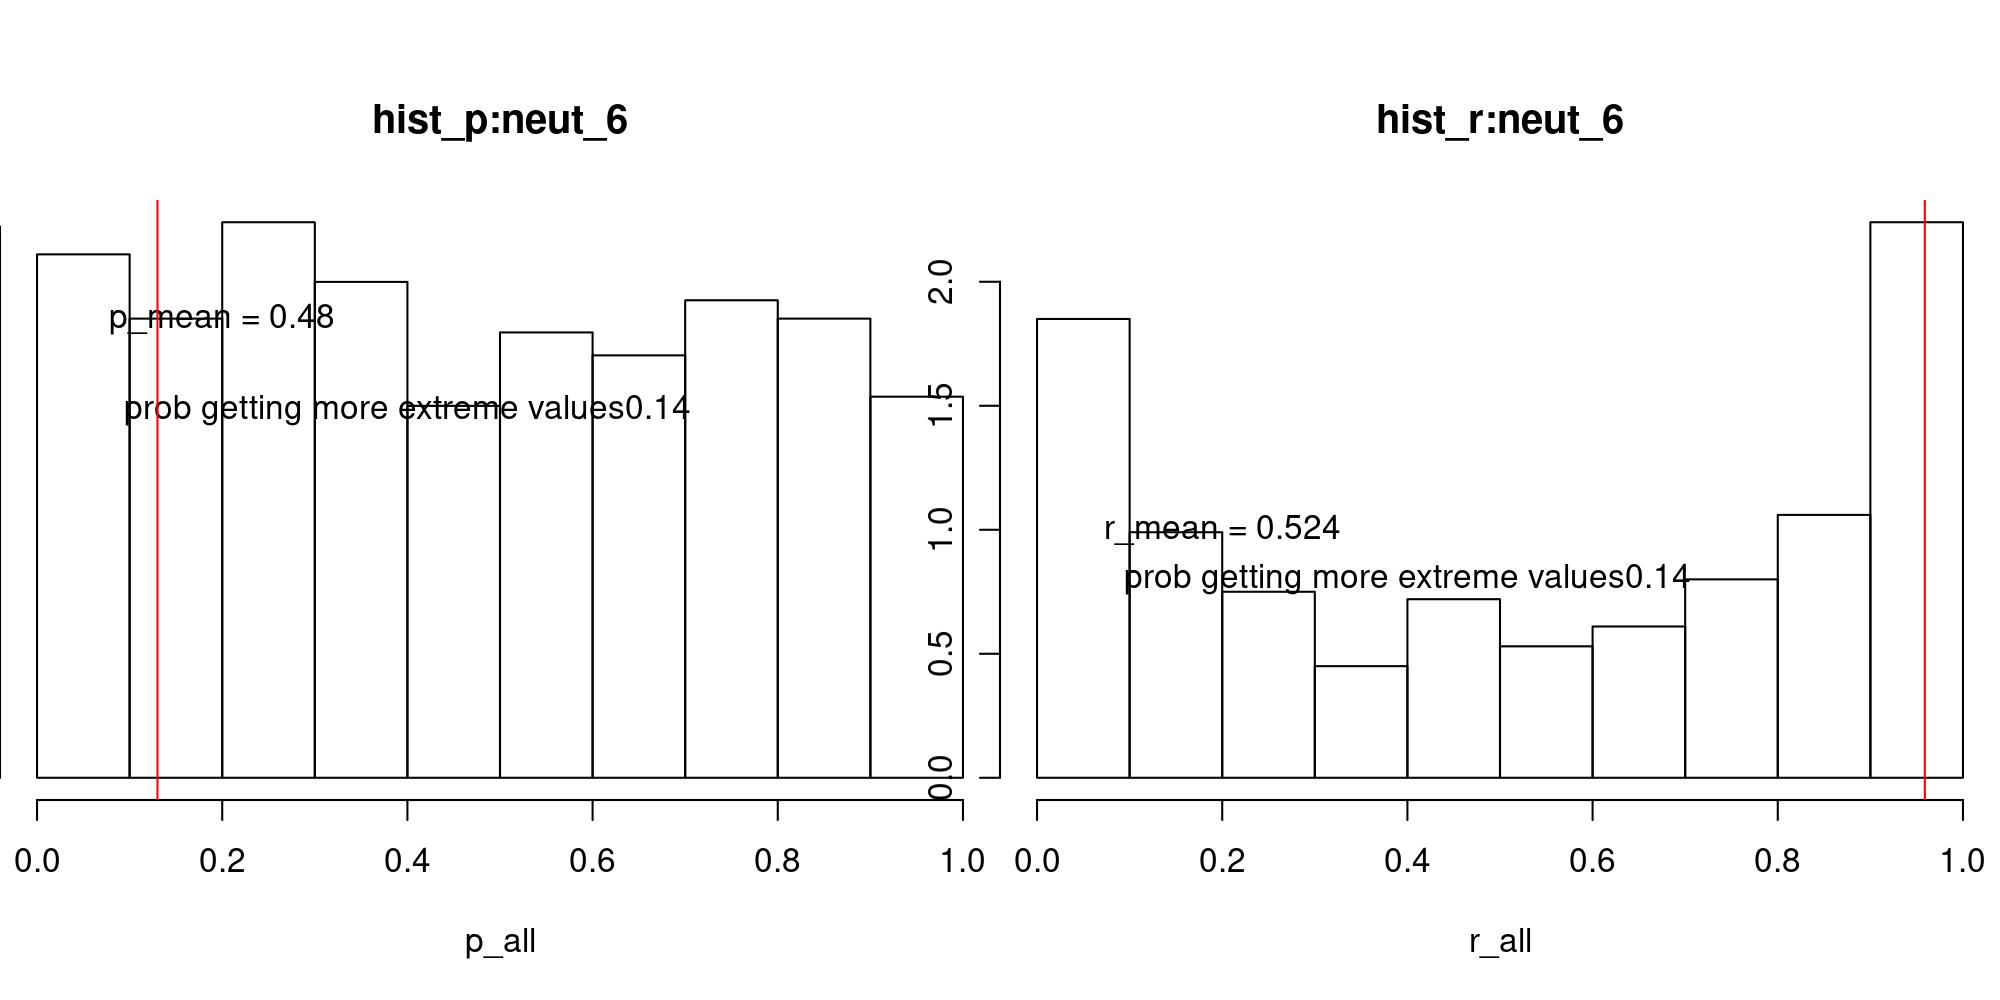 hist_p:neut_6
p_mean = 0.48
prob getting more extreme values0.14
0.0 0.2 0.4 0.6 0.8 1.0
p_all
hist_r:neut_6
2.0
1.5
1.0
0.5
0.0
r_mean = 0.524
prob getting more extreme values0.14
0.0 0.2 0.4 0.6 0.8 1.0
r_all